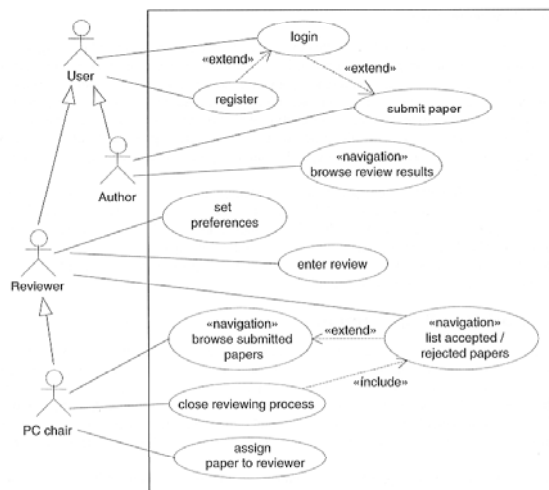 login
«extend»
User
«extend»
register
submit paper
«navigation»
browse review results
Author
set
preferences
enter review
Reviewer
«navigation»
browse submitted
papers
«extend»
«navigation»
list accepted /
rejected papers
«include»
close reviewing process
PC chair
assign
paper to reviewer